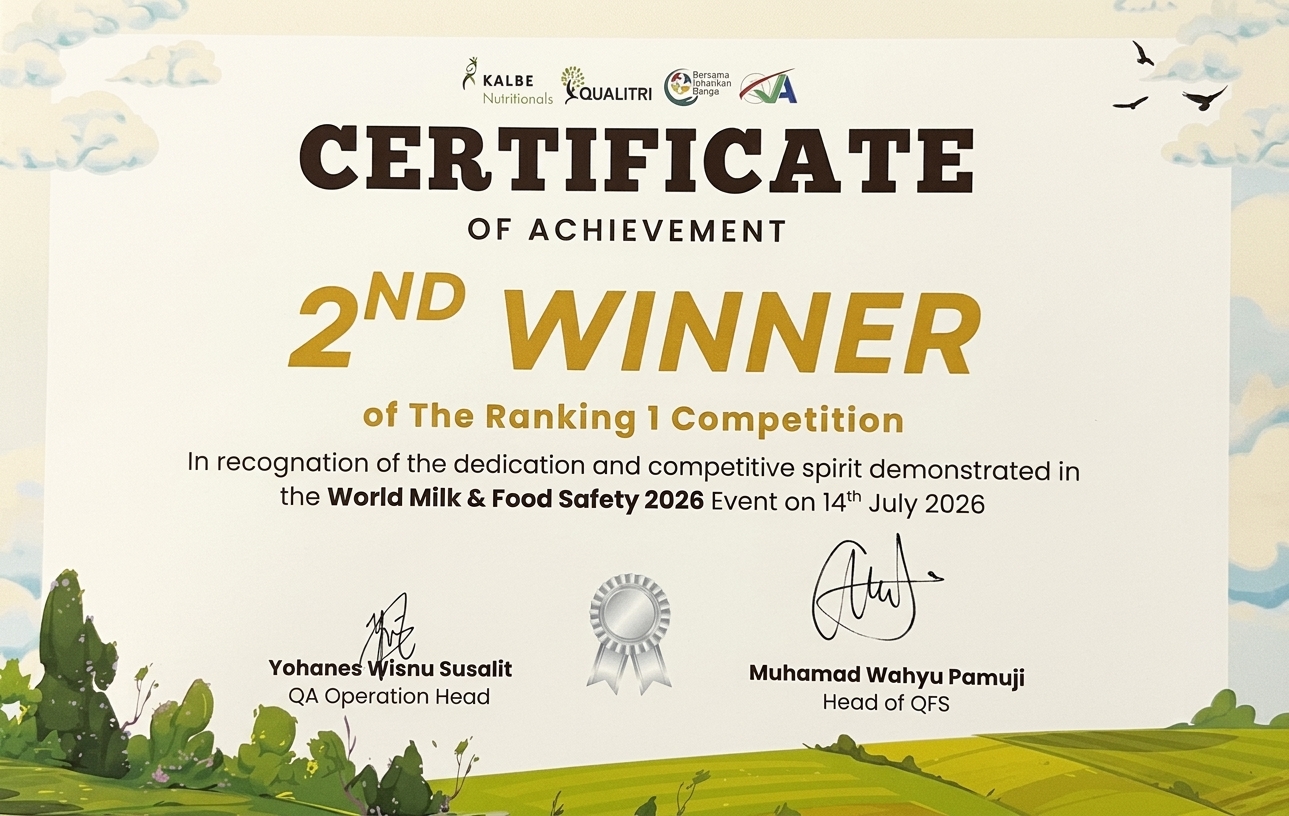 KALBE
Nutritionals
QUALITRI
Bersama
Johankan
Banga
CERTIFICATE
OF ACHIEVEMENT
2ND WINNER
of The Ranking 1 Competition
In recognation of the dedication and competitive spirit demonstrated in
the World Milk & Food Safety 2026 Event on 14th July 2026
Yohanes Wisnu Susalit
QA Operation Head
Muhamad Wahyu Pamuji
Head of QFS